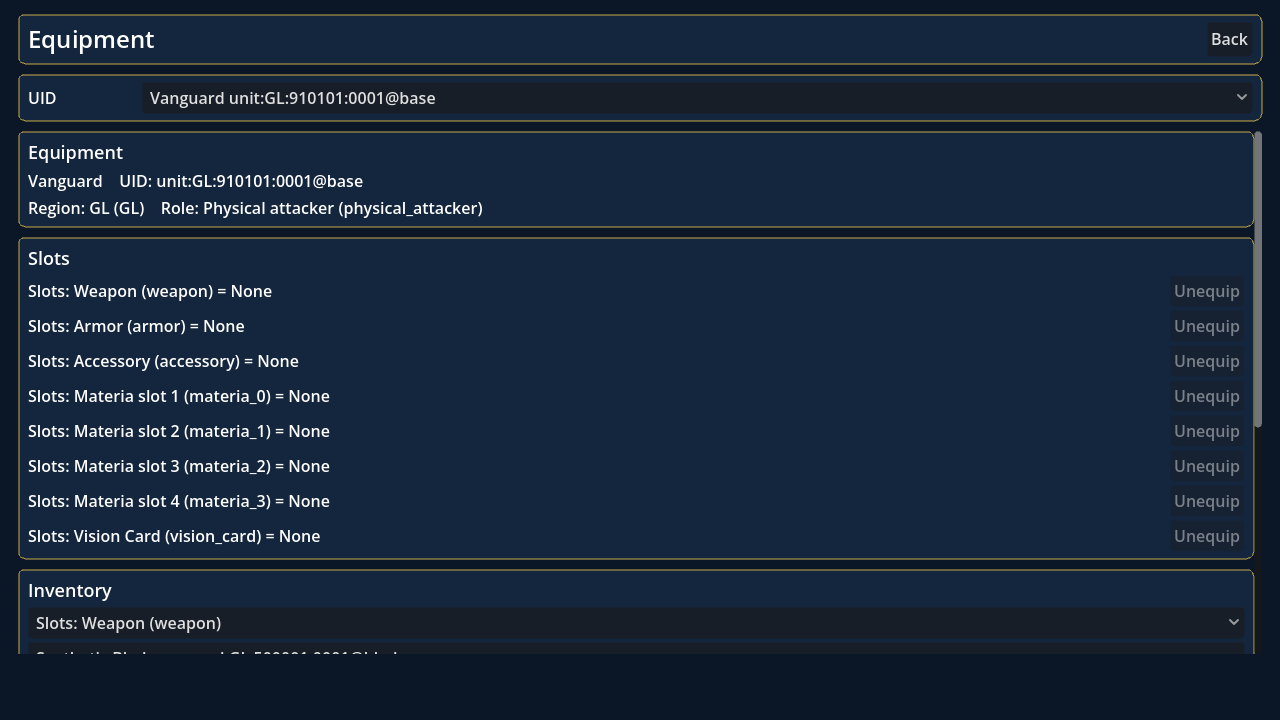 Equipment
Back
UID
Vanguard unit:GL:910101:0001@base
Equipment
Vanguard UID: unit:GL:910101:0001@base
Region: GL (GL) Role: Physical attacker (physical_attacker)
Slots
Slots: Weapon (weapon) = None Unequip
Slots: Armor (armor) = None Unequip
Slots: Accessory (accessory) = None Unequip
Slots: Materia slot 1 (materia_0) = None Unequip
Slots: Materia slot 2 (materia_1) = None Unequip
Slots: Materia slot 3 (materia_2) = None Unequip
Slots: Materia slot 4 (materia_3) = None Unequip
Slots: Vision Card (vision_card) = None Unequip
Inventory
Slots: Weapon (weapon)